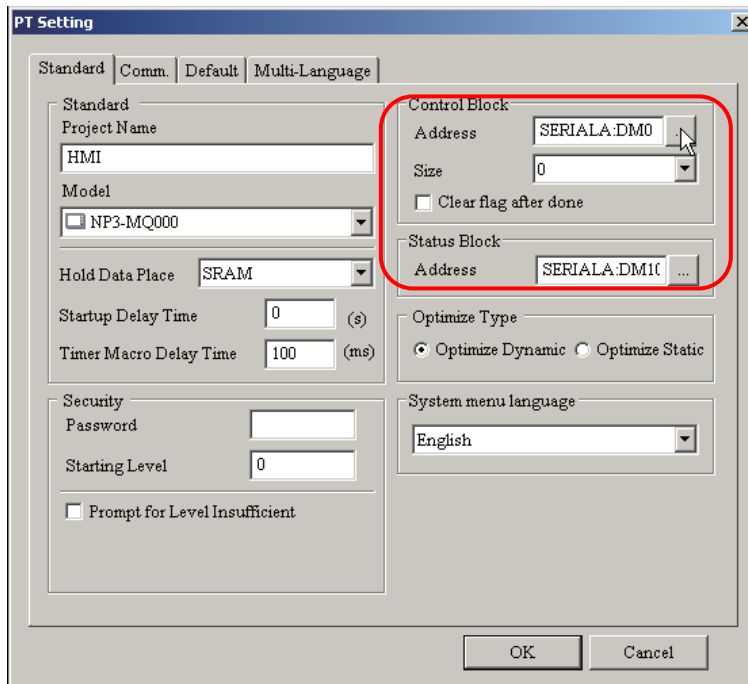 PT Setting
Standard Comm. Default Multi-Language
Standard
Project Name
HMI
Model
NP3-MQ000
Hold Data Place SRAM
Startup Delay Time 0 (s)
Timer Macro Delay Time 100 (ms)
Security
Password
Starting Level 0
Prompt for Level Insufficient
Control Block
Address SERIALA:DM0
Size 0
Clear flag after done
Status Block
Address SERIALA:DM1( ...
Optimize Type
Optimize Dynamic Optimize Static
System menu language
English
OK Cancel